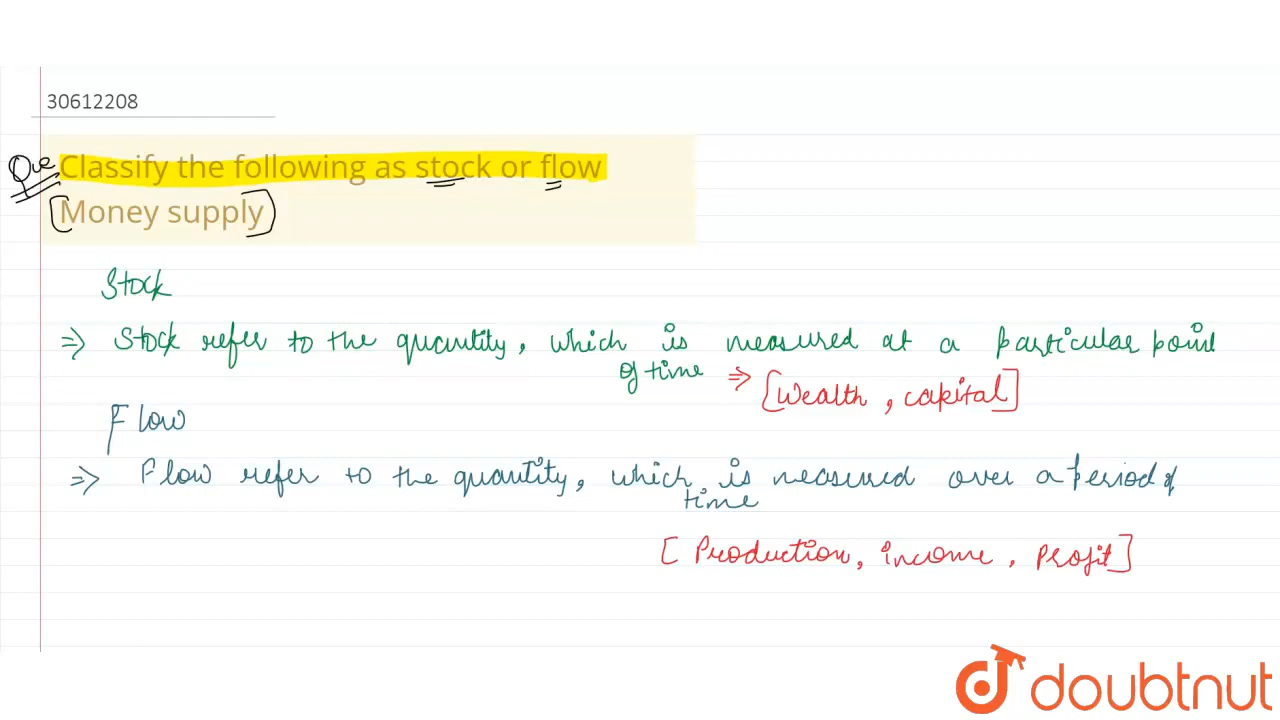 30612208
Que Classify the following as stock or flow
[Money supply)
Stock
⇒ Stock refer to the quantity, which is measured at a particular point
of time ⇒ [Wealth, capital]
Flow
⇒ Flow refer to the quantity, which is measured over a period of
time
[Production, income, Profit]
doubtnut